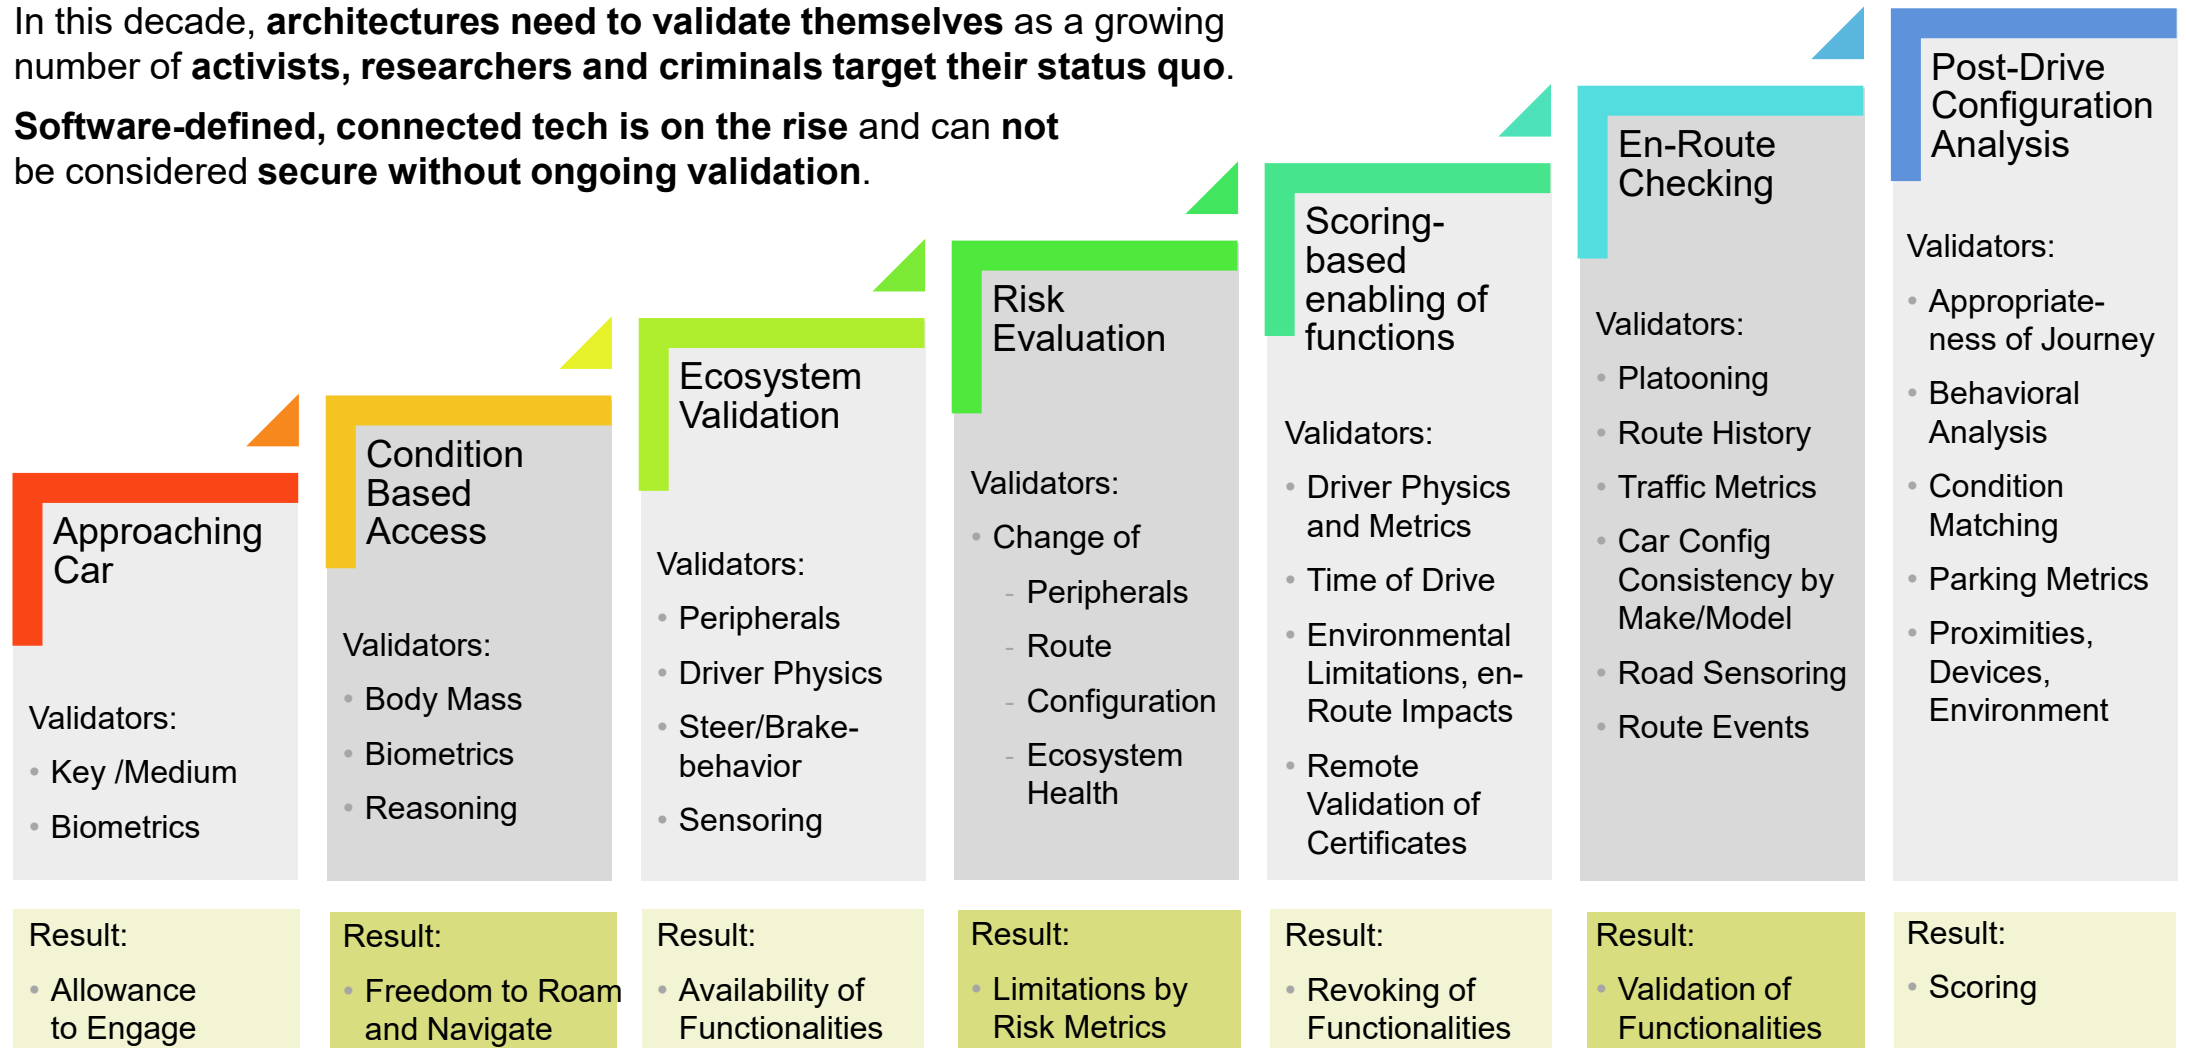 In this decade, architectures need to validate themselves as a growing
number of activists, researchers and criminals target their status quo.
Software-defined, connected tech is on the rise and can not
be considered secure without ongoing validation.
Approaching
Car
Validators:
• Key /Medium
• Biometrics
Result:
• Allowance
to Engage
Condition
Based
Access
Validators:
• Body Mass
• Biometrics
• Reasoning
Result:
• Freedom to Roam
and Navigate
Ecosystem
Validation
Validators:
• Peripherals
• Driver Physics
• Steer/Brake-
behavior
• Sensoring
Result:
• Availability of
Functionalities
Risk
Evaluation
Validators:
• Change of
- Peripherals
- Route
- Configuration
- Ecosystem
Health
Result:
• Limitations by
Risk Metrics
Scoring-
based
enabling of
functions
Validators:
• Driver Physics
and Metrics
• Time of Drive
• Environmental
Limitations, en-
Route Impacts
• Remote
Validation of
Certificates
Result:
• Revoking of
Functionalities
En-Route
Checking
Validators:
• Platooning
• Route History
• Traffic Metrics
• Car Config
Consistency by
Make/Model
• Road Sensoring
• Route Events
Result:
• Validation of
Functionalities
Post-Drive
Configuration
Analysis
Validators:
• Appropriate-
ness of Journey
• Behavioral
Analysis
• Condition
Matching
• Parking Metrics
• Proximities,
Devices,
Environment
Result:
• Scoring